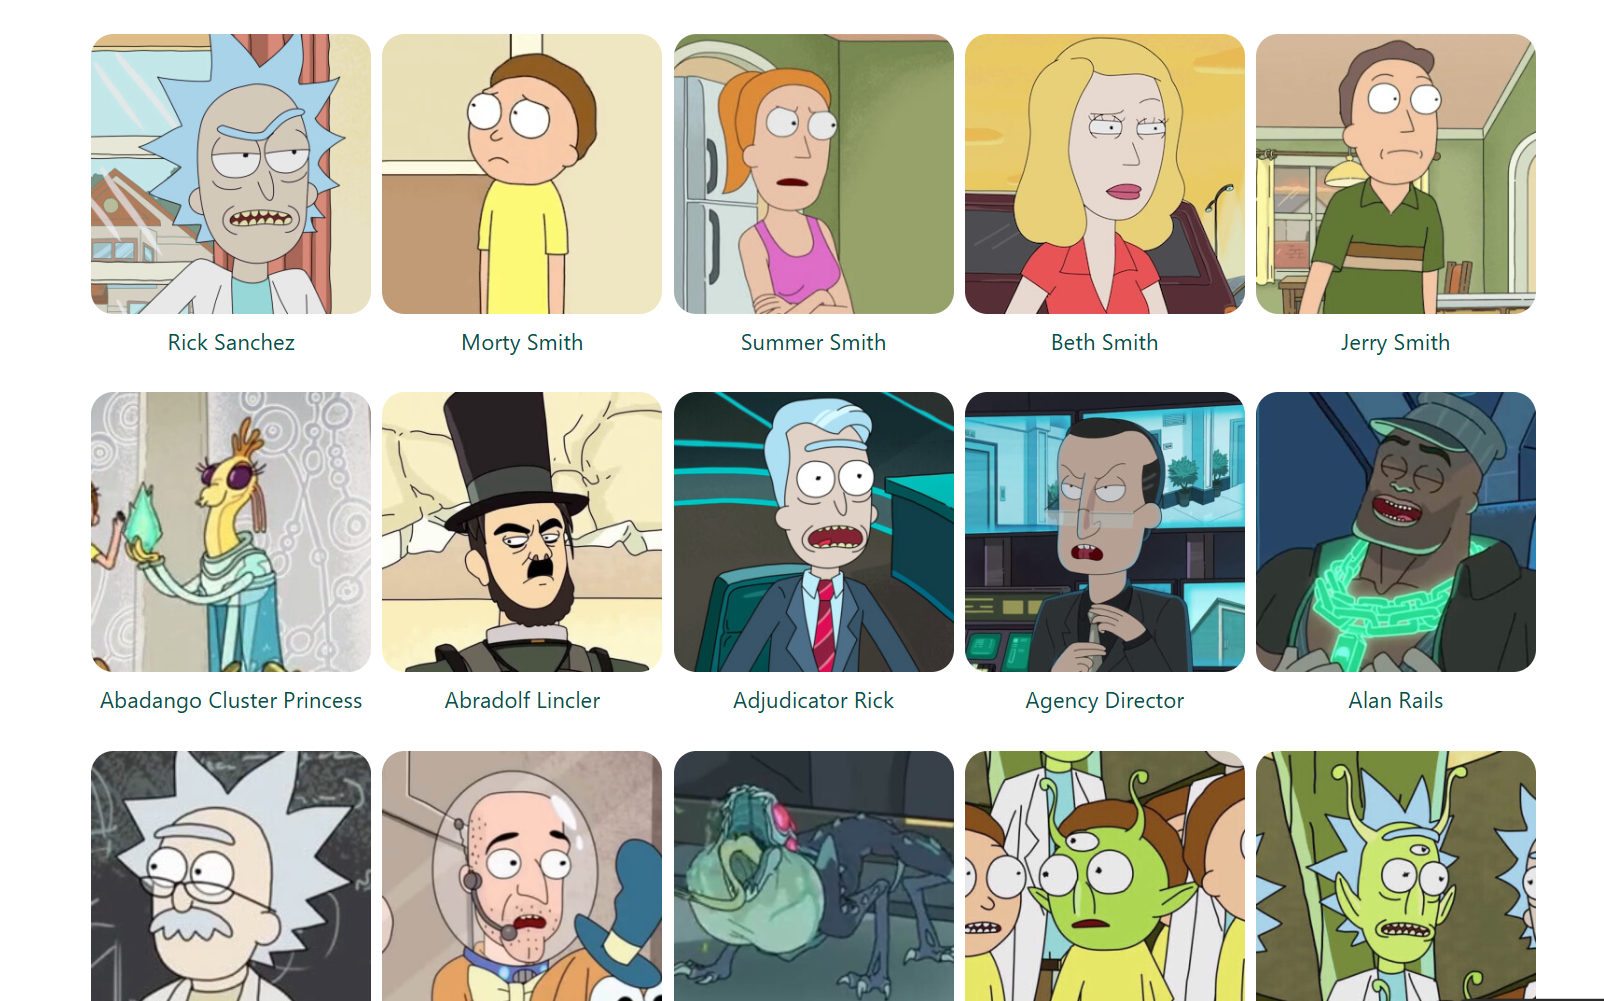 Rick Sanchez
Morty Smith
Summer Smith
Beth Smith
Jerry Smith
Abadango Cluster Princess
Abradolf Lincler
Adjudicator Rick
Agency Director
Alan Rails